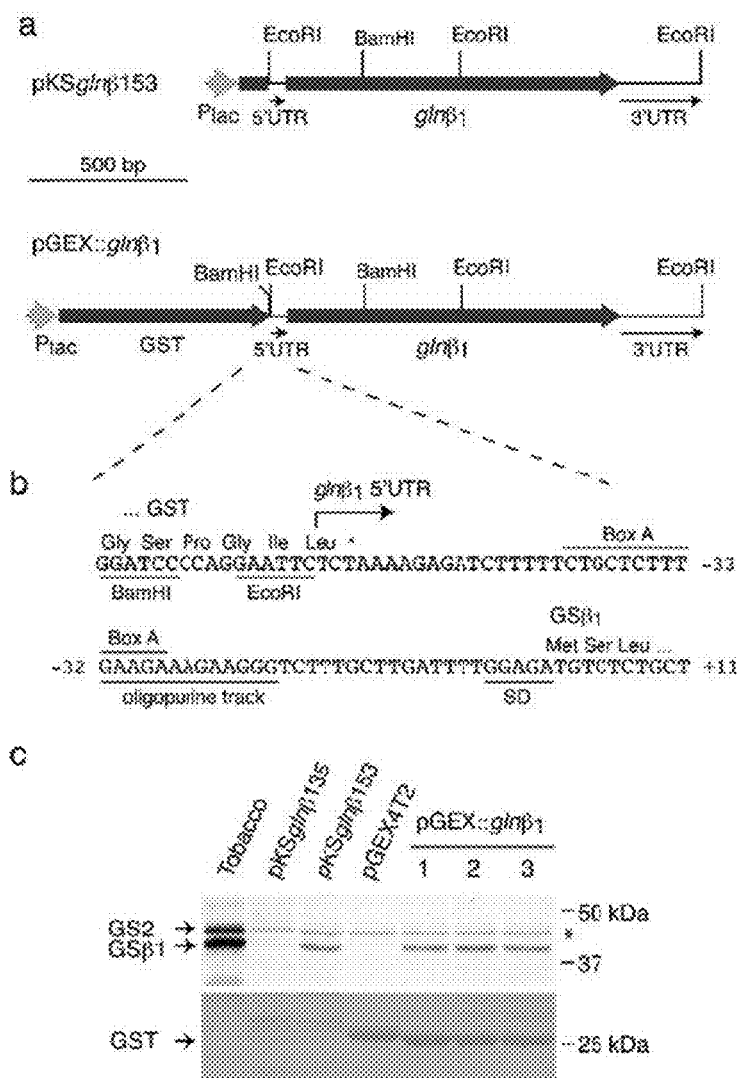 a
EcoRI BamHI EcoRI EcoRI
pKSglnβ153
Plac 5'UTR glnβ1 3'UTR
500 bp
pGEX::glnβ1
BamHI EcoRI BamHI EcoRI EcoRI
Plac GST 5'UTR glnβ1 3'UTR
b
glnβ1 5'UTR
... GST
Gly Ser Pro Gly Ile Leu * Box A
GGATCCCCAGGAATTCTCTAAAAGAGATCTTTTTCTGCTCTTT -33
BamHI EcoRI
GSβ1
Box A Met Ser Leu ...
-32 GAAGAAAGAAGGGTCTTTGCTTGATTTTGGAGATGTCTCTGCT +11
oligopurine track SD
c
Tobacco pKSglnβ135 pKSglnβ153 pGEX4T2 pGEX::glnβ1
1 2 3
50 kDa
GS2 *
GSβ1
37
GST 25 kDa